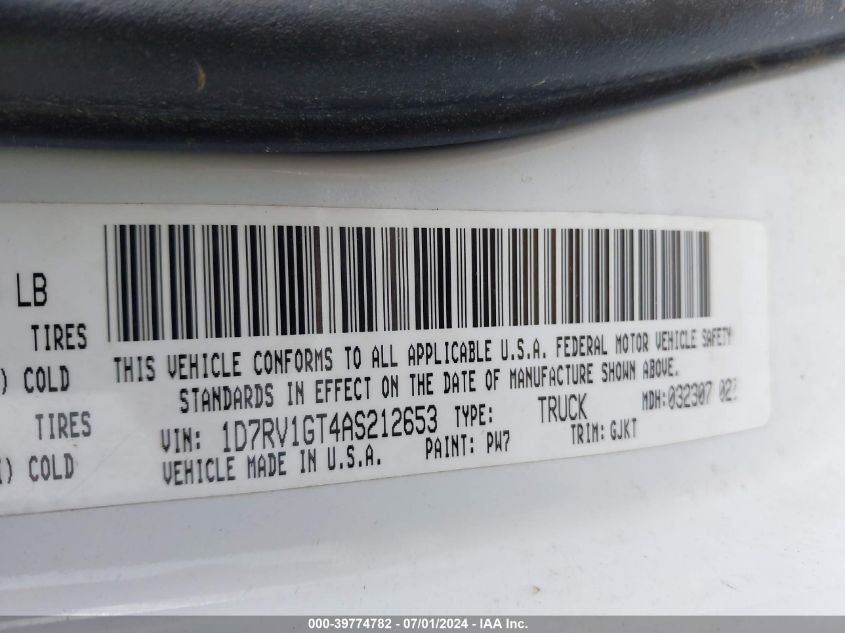 LB
TIRES
) COLD
TIRES
) COLD
THIS VEHICLE CONFORMS TO ALL APPLICABLE U.S.A. FEDERAL MOTOR VEHICLE SAFETY
STANDARDS IN EFFECT ON THE DATE OF MANUFACTURE SHOWN ABOVE.
VIN: 1D7RV1GT4AS212653 TYPE: TRUCK MDH: 032307
VEHICLE MADE IN U.S.A. PAINT: PW7 TRIM: GJKT
000-39774782 - 07/01/2024 - IAA Inc.